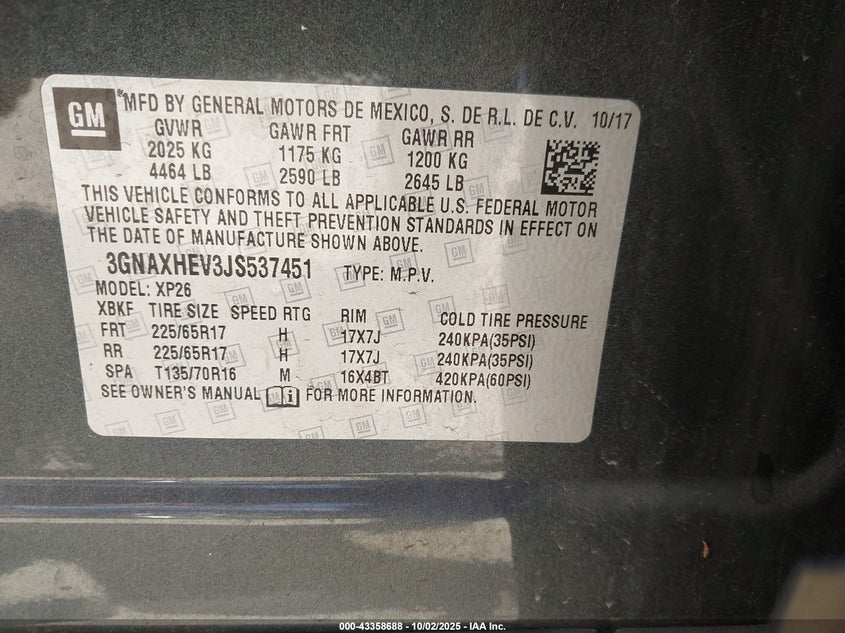 GM
MFD BY GENERAL MOTORS DE MEXICO, S. DE R.L. DE C.V. 10/17
GVWR GAWR FRT GAWR RR
2025 KG 1175 KG 1200 KG
4464 LB 2590 LB 2645 LB
THIS VEHICLE CONFORMS TO ALL APPLICABLE U.S. FEDERAL MOTOR
VEHICLE SAFETY AND THEFT PREVENTION STANDARDS IN EFFECT ON
THE DATE OF MANUFACTURE SHOWN ABOVE.
3GNAXHEV3JS537451 TYPE: M.P.V.
MODEL: XP26
XBKF TIRE SIZE SPEED RTG RIM COLD TIRE PRESSURE
FRT 225/65R17 H 17X7J 240KPA(35PSI)
RR 225/65R17 H 17X7J 240KPA(35PSI)
SPA T135/70R16 M 16X4BT 420KPA(60PSI)
SEE OWNER'S MANUAL FOR MORE INFORMATION.
000-43358688 - 10/02/2025 - IAA Inc.